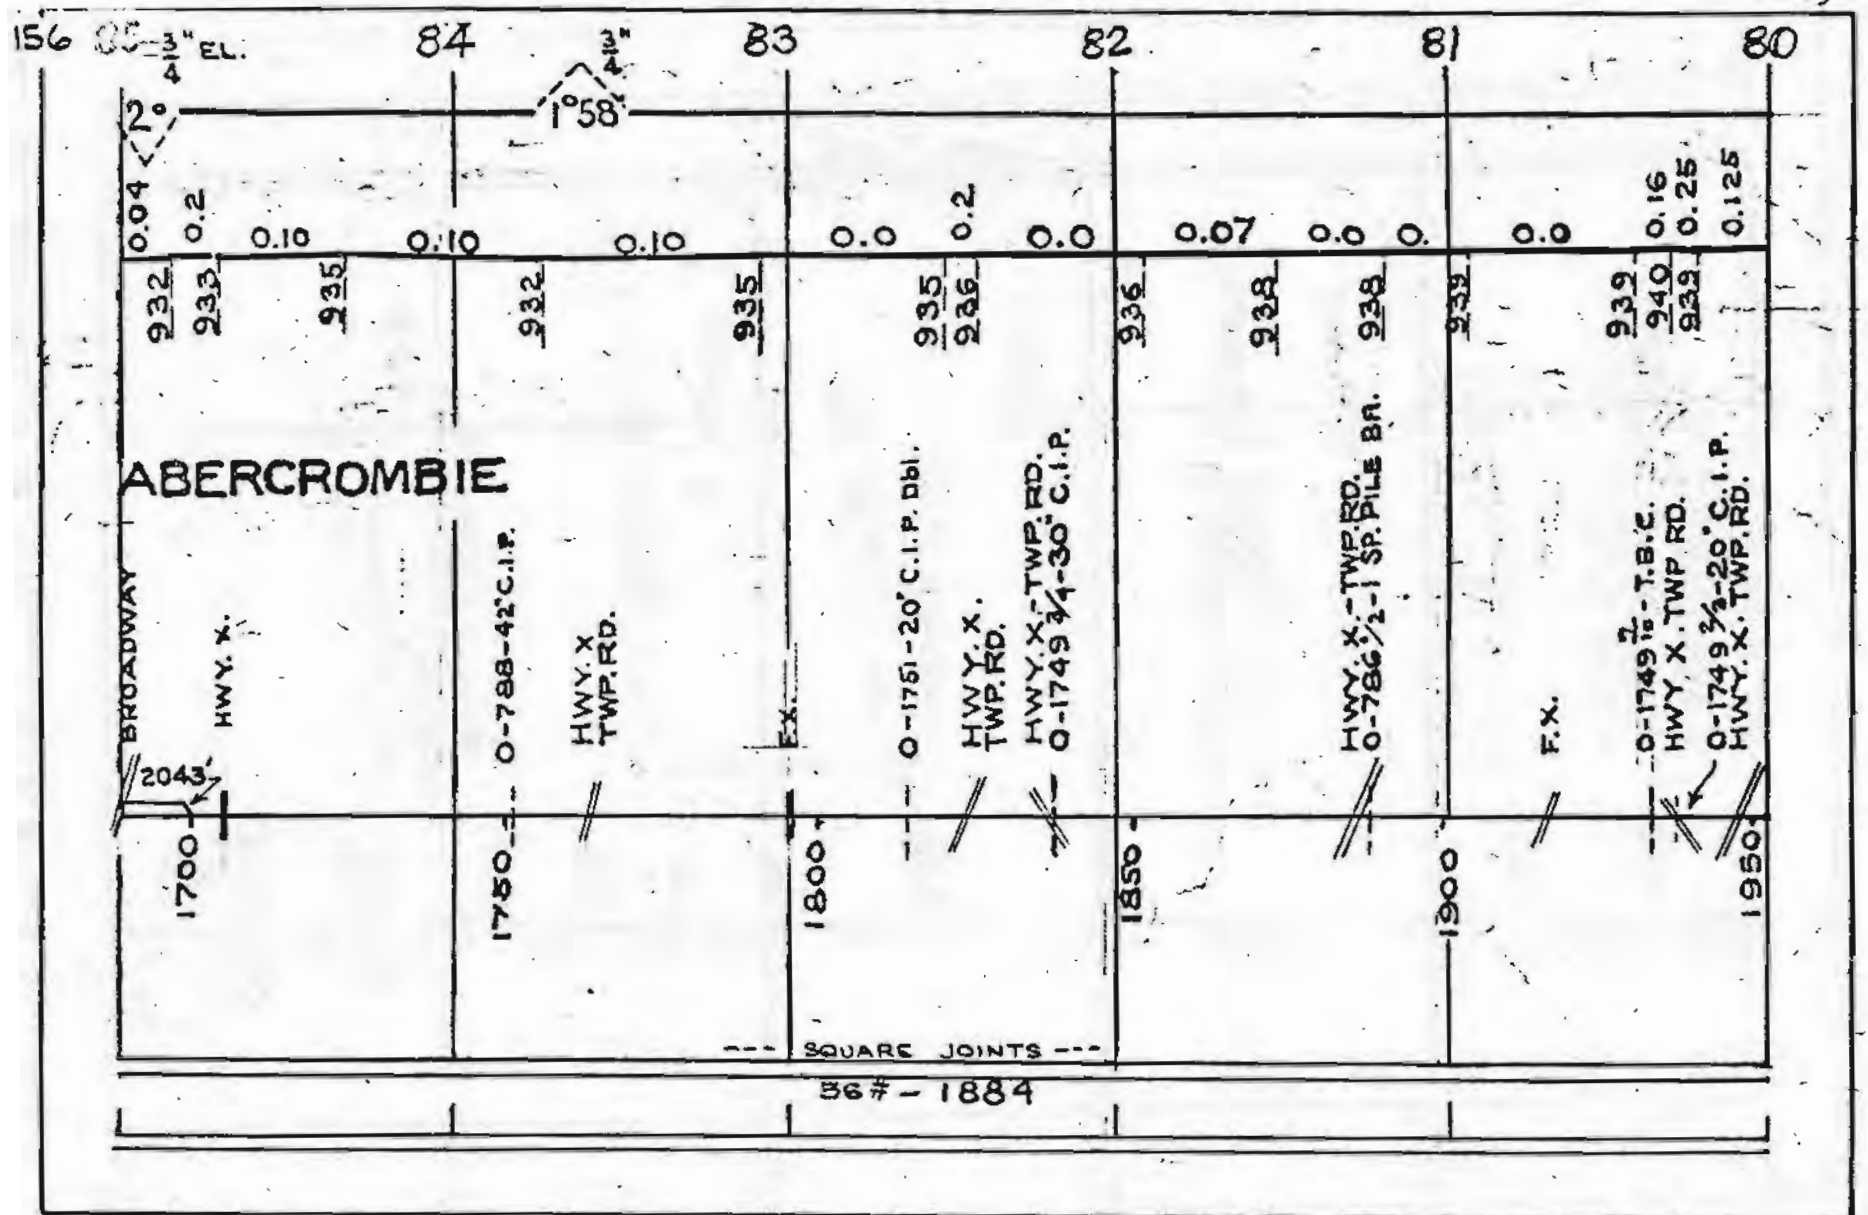 156 85 3/4" EL. 84 3/4" 83 82 81 80
2° 1°58'
0.04 0.2 0.10 0.10 0.10 0.0 0.2 0.0 0.07 0.0 0. 0.0 0.16 0.25 0.125
932 933 935 932 935 935 936 936 938 938 939 939 940 939
ABERCROMBIE
BROADWAY
HWY. X.
O-788-42" C.I.P.
HWY. X
TWP. RD.
F.X.
O-1751-20" C.I.P. Dbl.
HWY. X.
TWP. RD.
HWY. X.-TWP. RD.
O-1749 3/4-30" C.I.P.
HWY. X.-TWP. RD.
O-786 1/2-1 SP. PILE BR.
F.X.
O-1749 7/10-T.B.C.
HWY, X. TWP RD.
O-1749 2/3-20" C.I.P.
HWY. X. TWP. RD.
2043'
1700 1750 1800 1850 1900 1950
--- SQUARE JOINTS ---
56# - 1884